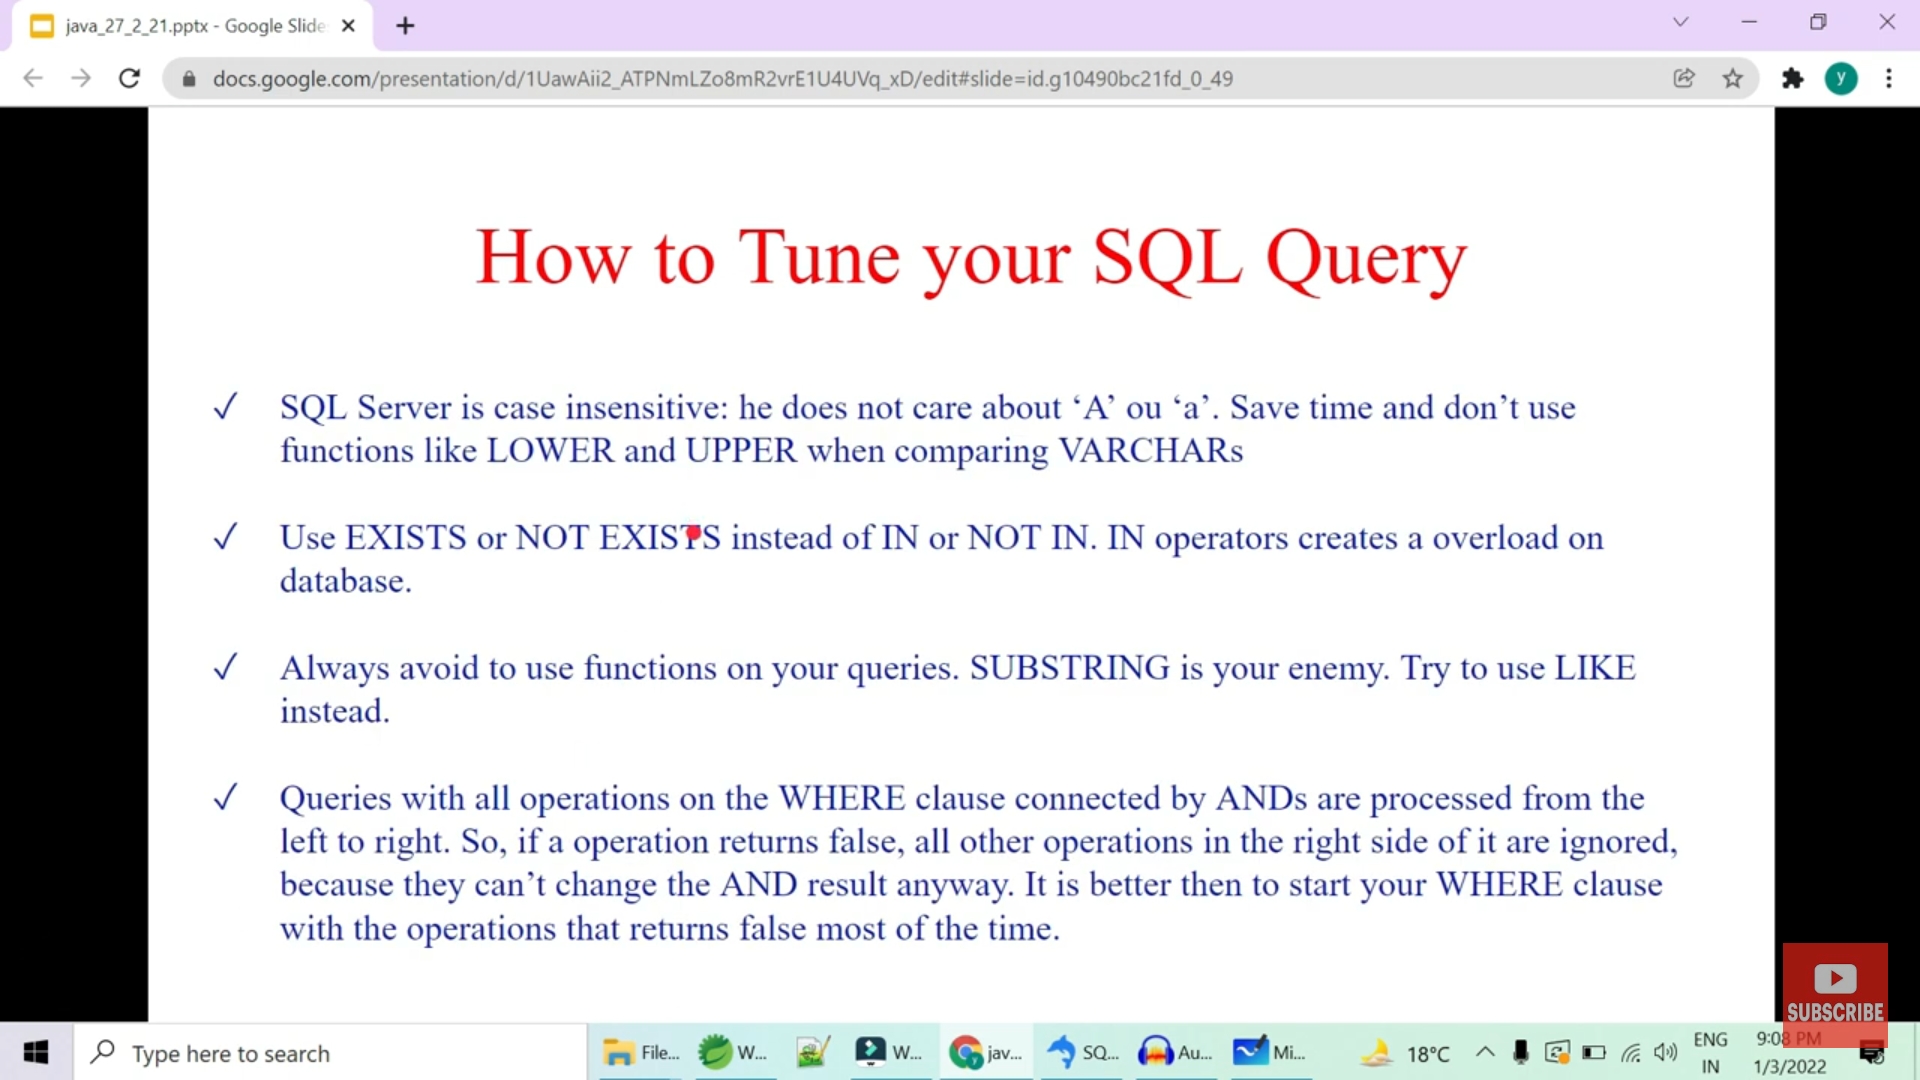 java_27_2_21.pptx - Google Slide
docs.google.com/presentation/d/1UawAii2_ATPNmLZo8mR2vrE1U4UVq_xD/edit#slide=id.g10490bc21fd_0_49
y
How to Tune your SQL Query
✓ SQL Server is case insensitive: he does not care about ‘A’ ou ‘a’. Save time and don’t use
functions like LOWER and UPPER when comparing VARCHARs
✓ Use EXISTS or NOT EXISTS instead of IN or NOT IN. IN operators creates a overload on
database.
✓ Always avoid to use functions on your queries. SUBSTRING is your enemy. Try to use LIKE
instead.
✓ Queries with all operations on the WHERE clause connected by ANDs are processed from the
left to right. So, if a operation returns false, all other operations in the right side of it are ignored,
because they can’t change the AND result anyway. It is better then to start your WHERE clause
with the operations that returns false most of the time.
SUBSCRIBE
Type here to search
File...
W...
W...
jav...
SQ...
Au...
Mi...
18°C
ENG
IN
9:08 PM
1/3/2022